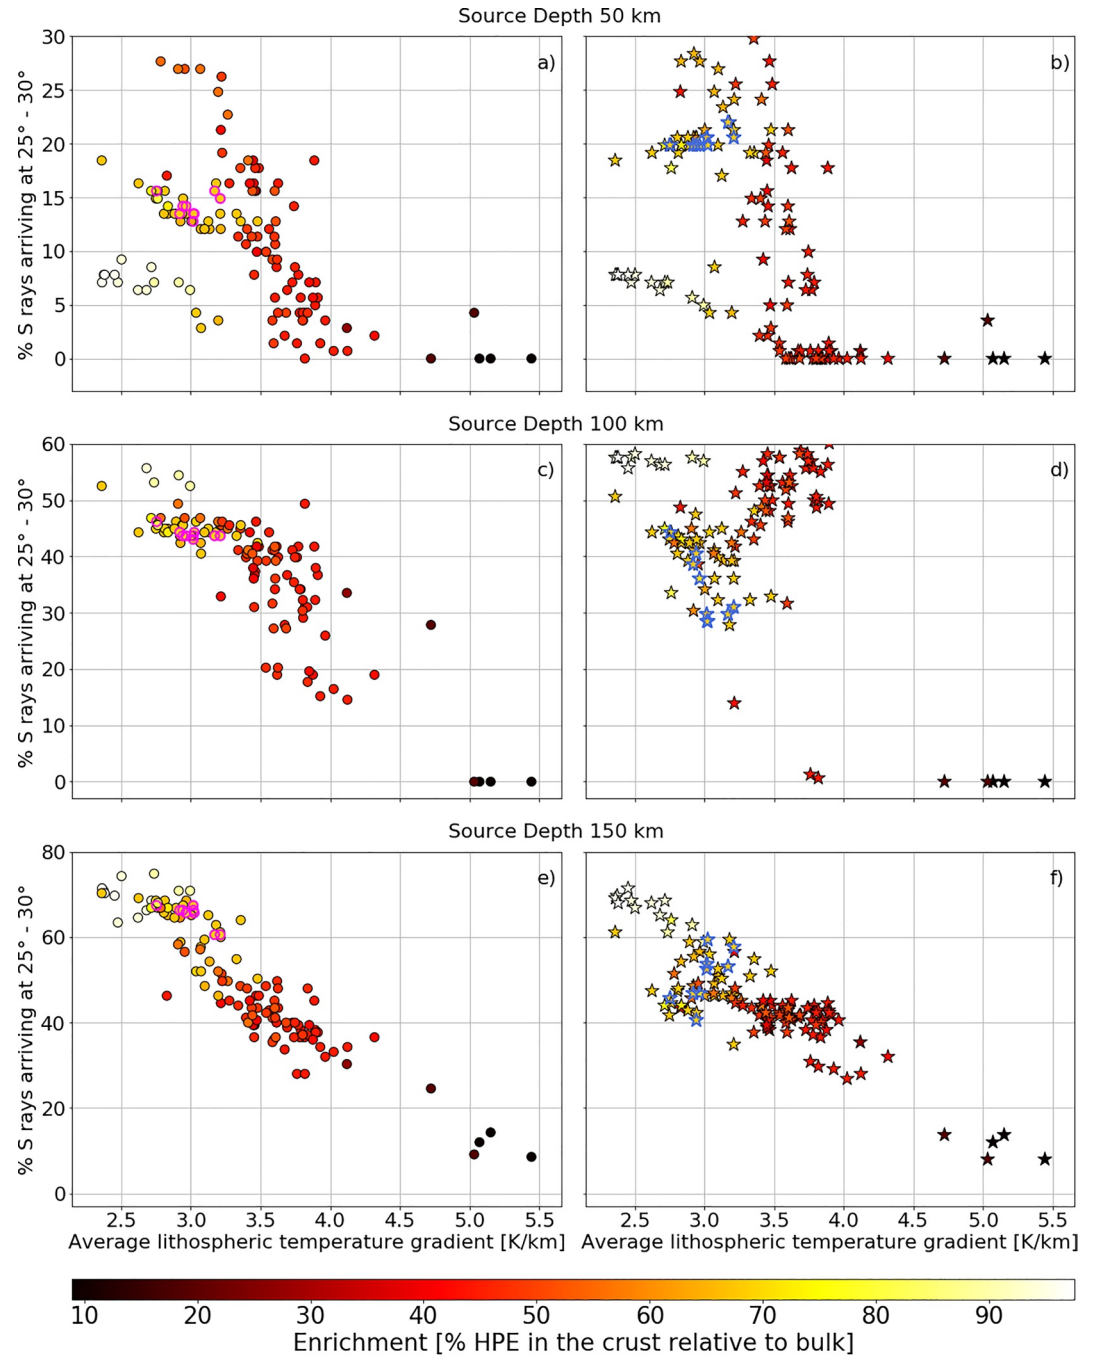 Source Depth 50 km
% S rays arriving at 25° - 30°
30
25
20
15
10
5
0
a)
b)
Source Depth 100 km
% S rays arriving at 25° - 30°
60
50
40
30
20
10
0
c)
d)
Source Depth 150 km
% S rays arriving at 25° - 30°
80
60
40
20
0
e)
f)
2.5 3.0 3.5 4.0 4.5 5.0 5.5 2.5 3.0 3.5 4.0 4.5 5.0 5.5
Average lithospheric temperature gradient [K/km] Average lithospheric temperature gradient [K/km]
10 20 30 40 50 60 70 80 90
Enrichment [% HPE in the crust relative to bulk]